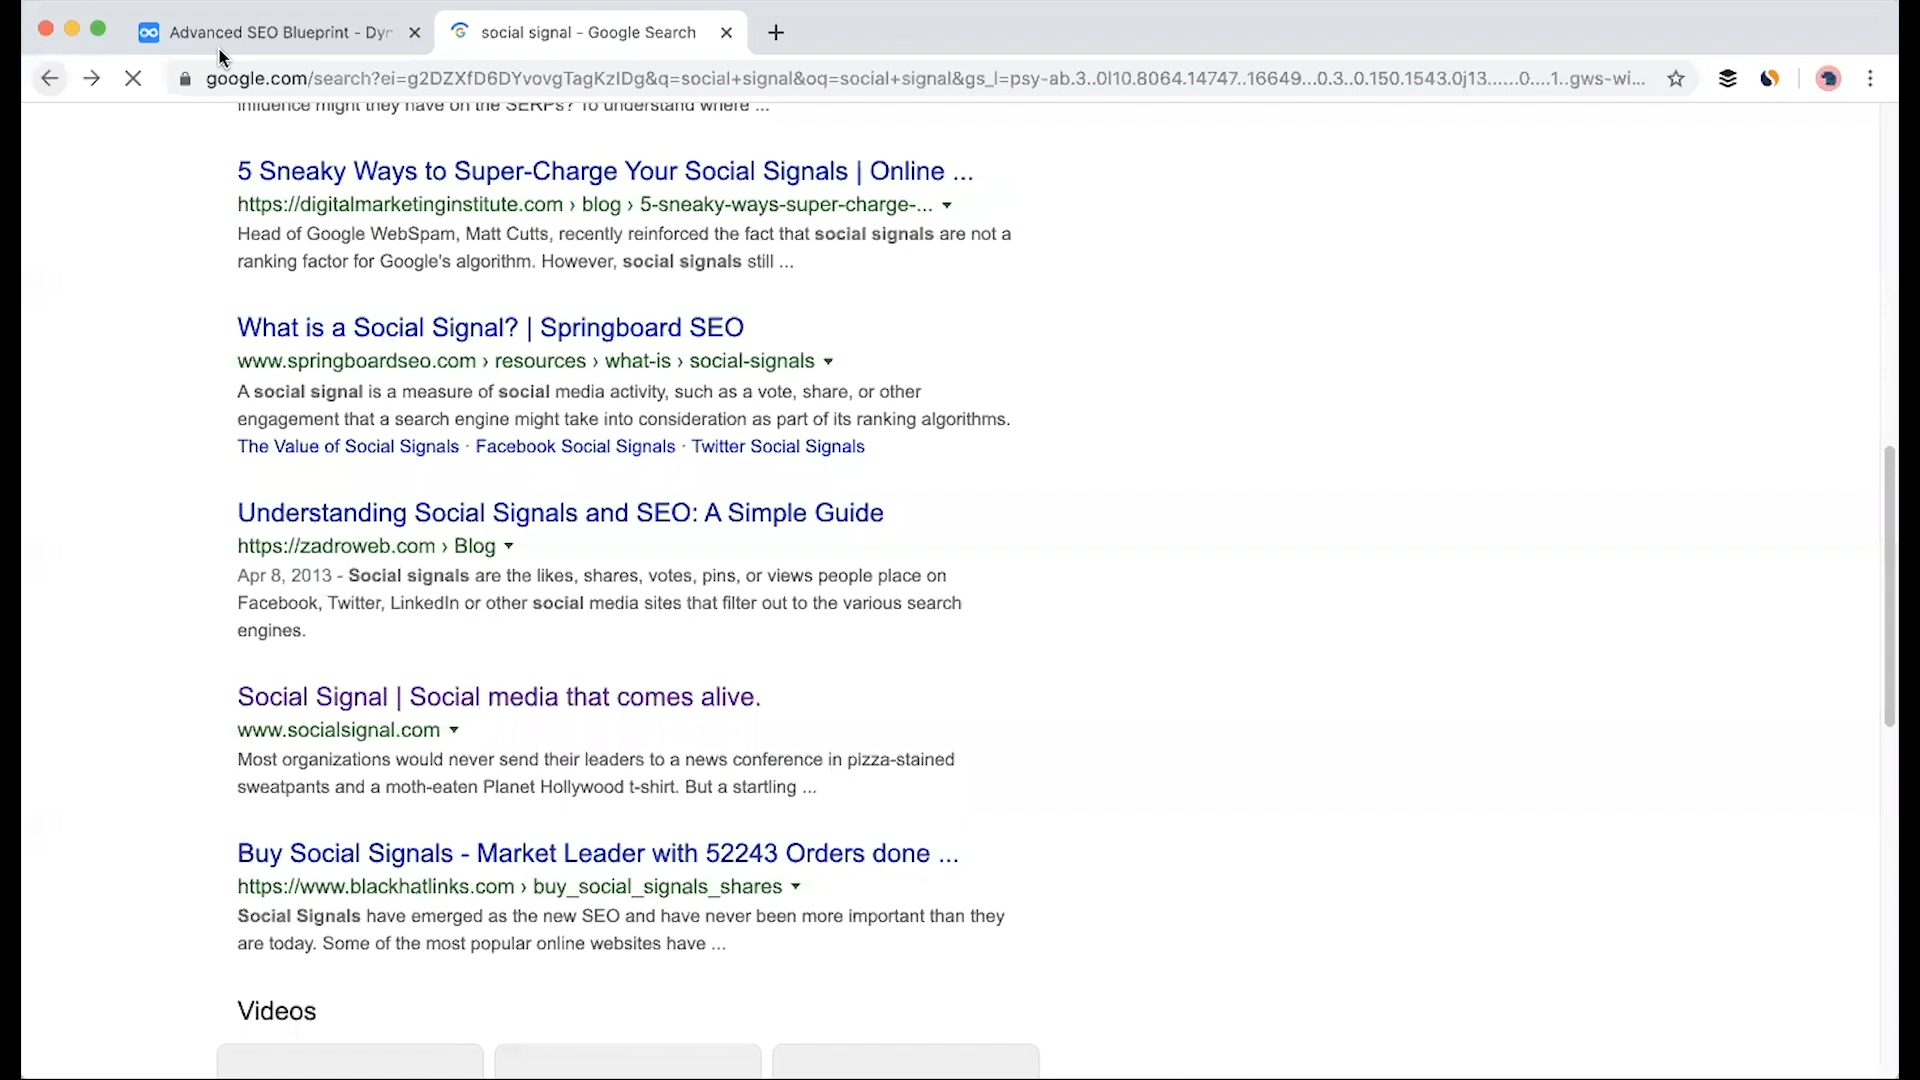 Advanced SEO Blueprint - Dyn
social signal - Google Search
google.com/search?ei=g2DZXfD6DYvovgTagKzIDg&q=social+signal&oq=social+signal&gs_l=psy-ab.3..0l10.8064.14747..16649...0.3..0.150.1543.0j13......0....1..gws-wi...
influence might they have on the SERPs? To understand where ...
5 Sneaky Ways to Super-Charge Your Social Signals | Online ...
https://digitalmarketinginstitute.com › blog › 5-sneaky-ways-super-charge-...
Head of Google WebSpam, Matt Cutts, recently reinforced the fact that social signals are not a
ranking factor for Google's algorithm. However, social signals still ...
What is a Social Signal? | Springboard SEO
www.springboardseo.com › resources › what-is › social-signals
A social signal is a measure of social media activity, such as a vote, share, or other
engagement that a search engine might take into consideration as part of its ranking algorithms.
The Value of Social Signals · Facebook Social Signals · Twitter Social Signals
Understanding Social Signals and SEO: A Simple Guide
https://zadroweb.com › Blog
Apr 8, 2013 - Social signals are the likes, shares, votes, pins, or views people place on
Facebook, Twitter, LinkedIn or other social media sites that filter out to the various search
engines.
Social Signal | Social media that comes alive.
www.socialsignal.com
Most organizations would never send their leaders to a news conference in pizza-stained
sweatpants and a moth-eaten Planet Hollywood t-shirt. But a startling ...
Buy Social Signals - Market Leader with 52243 Orders done ...
https://www.blackhatlinks.com › buy_social_signals_shares
Social Signals have emerged as the new SEO and have never been more important than they
are today. Some of the most popular online websites have ...
Videos